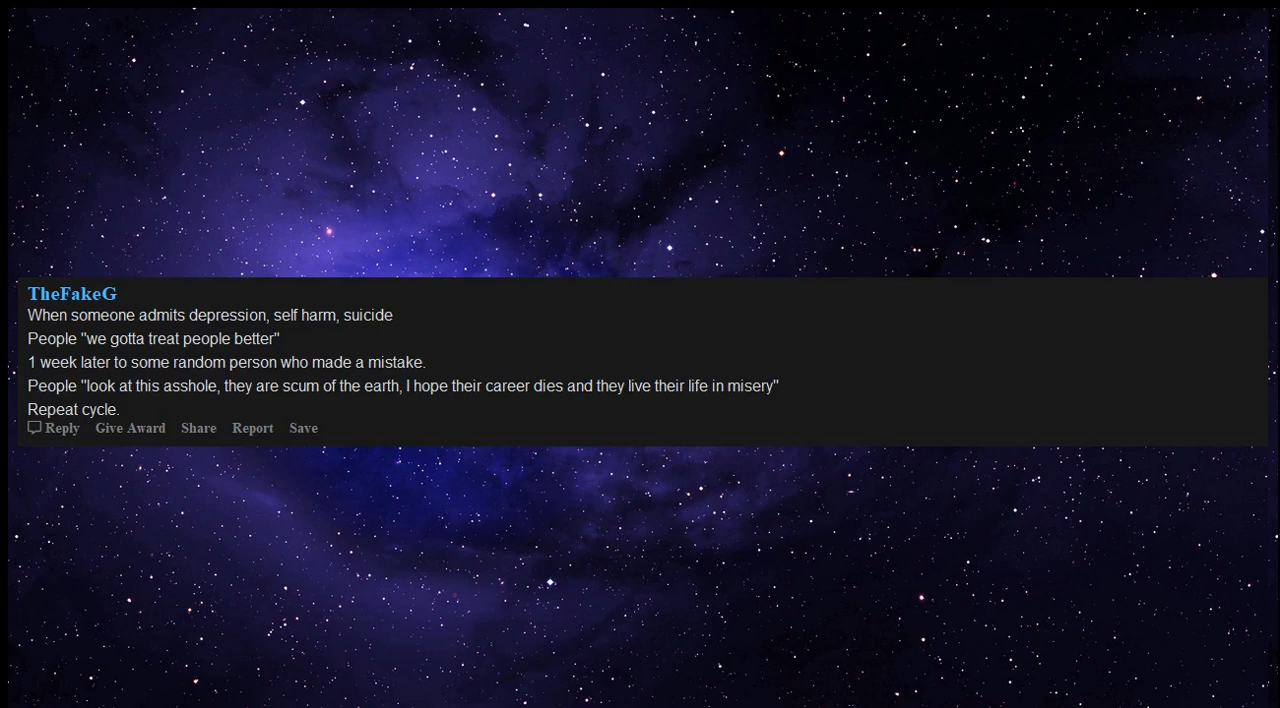 TheFakeG
When someone admits depression, self harm, suicide
People "we gotta treat people better"
1 week later to some random person who made a mistake.
People "look at this asshole, they are scum of the earth, I hope their career dies and they live their life in misery"
Repeat cycle.
Reply Give Award Share Report Save